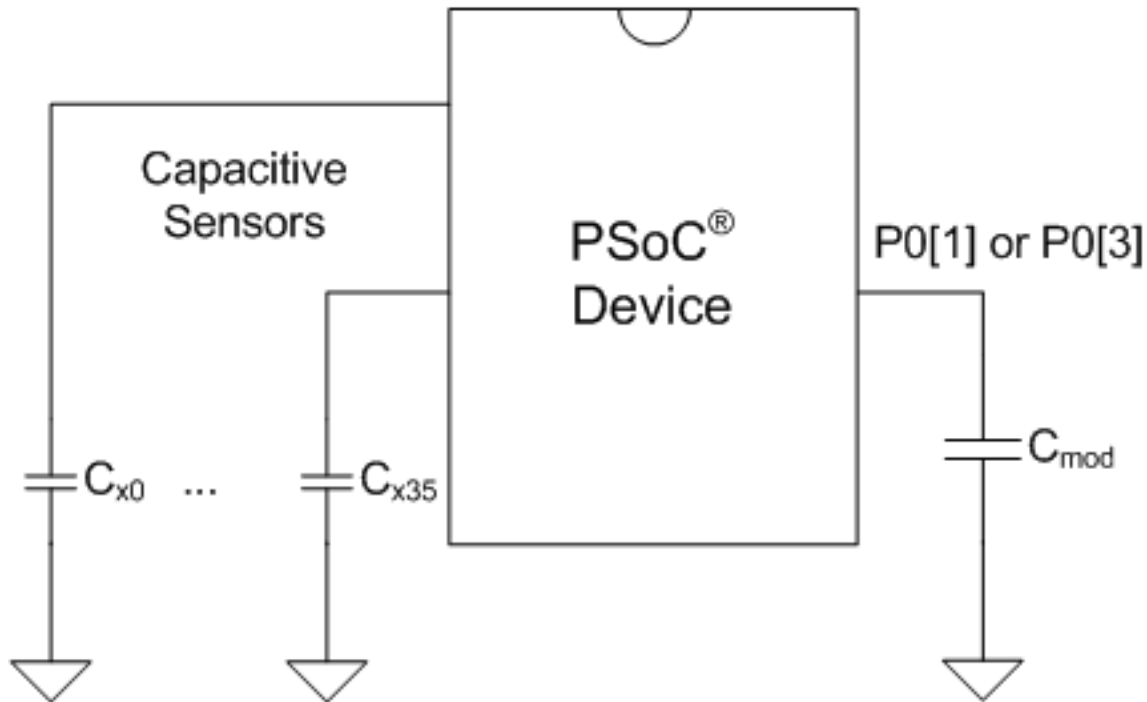 Capacitive
Sensors
PSoC®
Device
P0[1] or P0[3]
Cx0 ... Cx35
Cmod